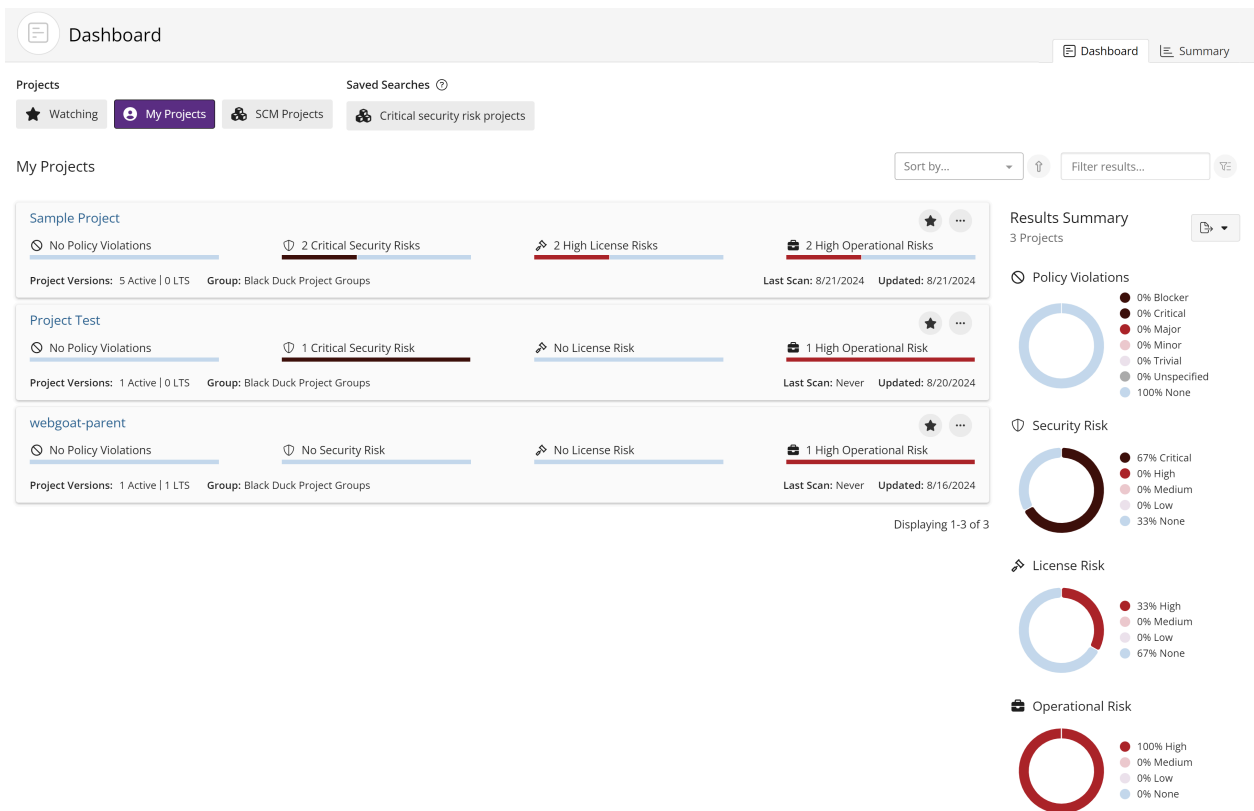 Dashboard
Dashboard Summary
Projects Saved Searches ?
Watching My Projects SCM Projects Critical security risk projects
My Projects Sort by... Filter results...
Sample Project
No Policy Violations 2 Critical Security Risks 2 High License Risks 2 High Operational Risks
Project Versions: 5 Active | 0 LTS Group: Black Duck Project Groups Last Scan: 8/21/2024 Updated: 8/21/2024
Project Test
No Policy Violations 1 Critical Security Risk No License Risk 1 High Operational Risk
Project Versions: 1 Active | 0 LTS Group: Black Duck Project Groups Last Scan: Never Updated: 8/20/2024
webgoat-parent
No Policy Violations No Security Risk No License Risk 1 High Operational Risk
Project Versions: 1 Active | 1 LTS Group: Black Duck Project Groups Last Scan: Never Updated: 8/16/2024
Displaying 1-3 of 3
Results Summary
3 Projects
Policy Violations
0% Blocker
0% Critical
0% Major
0% Minor
0% Trivial
0% Unspecified
100% None
Security Risk
67% Critical
0% High
0% Medium
0% Low
33% None
License Risk
33% High
0% Medium
0% Low
67% None
Operational Risk
100% High
0% Medium
0% Low
0% None